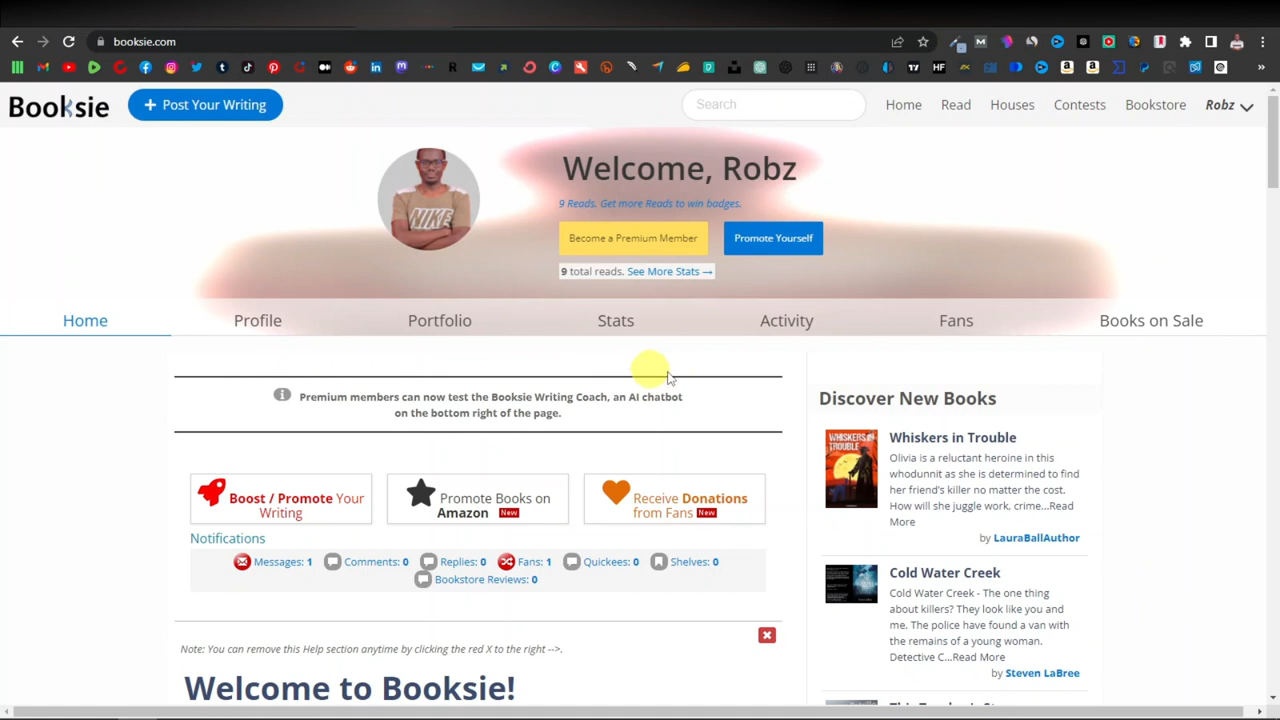 booksie.com
Booksie
+ Post Your Writing
Search
Home
Read
Houses
Contests
Bookstore
Robz
NIKE
Welcome, Robz
9 Reads. Get more Reads to win badges.
Become a Premium Member
Promote Yourself
9 total reads. See More Stats →
Home
Profile
Portfolio
Stats
Activity
Fans
Books on Sale
Premium members can now test the Booksie Writing Coach, an AI chatbot
on the bottom right of the page.
Boost / Promote Your
Writing
Promote Books on
Amazon New
Receive Donations
from Fans New
Notifications
Messages: 1
Comments: 0
Replies: 0
Fans: 1
Quickees: 0
Shelves: 0
Bookstore Reviews: 0
Note: You can remove this Help section anytime by clicking the red X to the right -->.
Welcome to Booksie!
Discover New Books
WHISKERS IN
TROUBLE
Whiskers in Trouble
Olivia is a reluctant heroine in this
whodunnit as she is determined to find
her friend's killer no matter the cost.
How will she juggle work, crime...Read
More
by LauraBallAuthor
Cold Water Creek
Cold Water Creek - The one thing
about killers? They look like you and
me. The police have found a van with
the remains of a young woman.
Detective C...Read More
by Steven LaBree